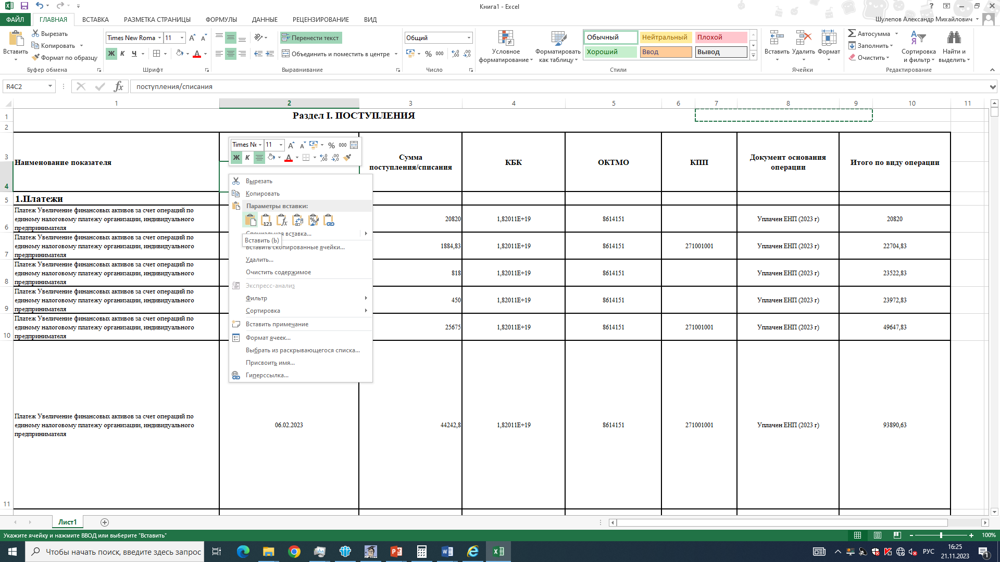 Книга1 - Excel
?
ФАЙЛ ГЛАВНАЯ ВСТАВКА РАЗМЕТКА СТРАНИЦЫ ФОРМУЛЫ ДАННЫЕ РЕЦЕНЗИРОВАНИЕ ВИД
Шулепов Александр Михайлович
Вставить
Вырезать
Копировать
Формат по образцу
Буфер обмена
Times New Roma 11
Ж К Ч
Шрифт
Перенести текст
Объединить и поместить в центре
Выравнивание
Общий
% 000
Число
Условное форматирование
Форматировать как таблицу
Обычный Нейтральный Плохой
Хороший Ввод Вывод
Стили
Вставить Удалить Формат
Ячейки
Автосумма
Заполнить
Очистить
Сортировка и фильтр
Найти и выделить
Редактирование
R4C2
поступления/списания
1 2 3 4 5 6 7 8 9 10 11
1 Раздел I. ПОСТУПЛЕНИЯ
2
3
4
Наименование показателя
Сумма поступления/списания
КБК
ОКТМО
КПП
Документ основания операции
Итого по виду операции
5 1.Платежи
Платеж Увеличение финансовых активов за счет операций по
единому налоговому платежу организации, индивидуального
предпринимателя
6 20820 1,82011E+19 8614151 Уплачен ЕНП (2023 г) 20820
Платеж Увеличение финансовых активов за счет операций по
единому налоговому платежу организации, индивидуального
предпринимателя
7 1884,83 1,82011E+19 8614151 271001001 Уплачен ЕНП (2023 г) 22704,83
Платеж Увеличение финансовых активов за счет операций по
единому налоговому платежу организации, индивидуального
предпринимателя
8 818 1,82011E+19 8614151 Уплачен ЕНП (2023 г) 23522,83
Платеж Увеличение финансовых активов за счет операций по
единому налоговому платежу организации, индивидуального
предпринимателя
9 450 1,82011E+19 8614151 Уплачен ЕНП (2023 г) 23972,83
Платеж Увеличение финансовых активов за счет операций по
единому налоговому платежу организации, индивидуального
предпринимателя
10 25675 1,82011E+19 8614151 271001001 Уплачен ЕНП (2023 г) 49647,83
Платеж Увеличение финансовых активов за счет операций по
единому налоговому платежу организации, индивидуального
предпринимателя
11 06.02.2023 44242,8 1,82011E+19 8614151 271001001 Уплачен ЕНП (2023 г) 93890,63
Times Ne 11 % 000
Ж К
Вырезать
Копировать
Параметры вставки:
123
Специальная вставка...
Вставить (Ь)
Вставить скопированные ячейки...
Удалить...
Очистить содержимое
Экспресс-анализ
Фильтр
Сортировка
Вставить примечание
Формат ячеек...
Выбрать из раскрывающегося списка...
Присвоить имя...
Гиперссылка...
Лист1
Укажите ячейку и нажмите ВВОД или выберите "Вставить"
100%
Чтобы начать поиск, введите здесь запрос
РУС
16:25
21.11.2023
1